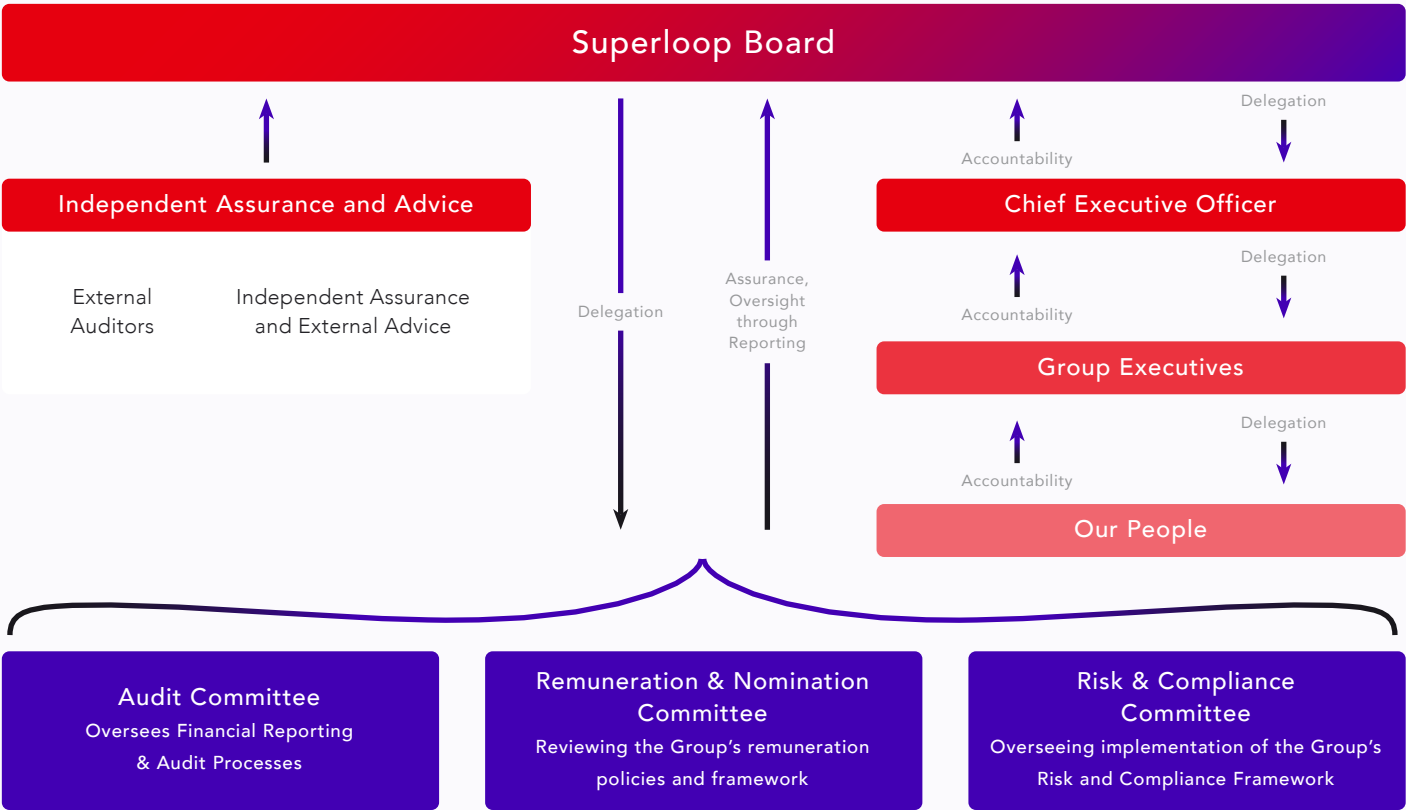 Superloop Board
Independent Assurance and Advice
External
Auditors
Independent Assurance
and External Advice
Delegation
Assurance,
Oversight
through
Reporting
Accountability
Delegation
Chief Executive Officer
Accountability
Delegation
Group Executives
Accountability
Delegation
Our People
Audit Committee
Oversees Financial Reporting
& Audit Processes
Remuneration & Nomination
Committee
Reviewing the Group’s remuneration
policies and framework
Risk & Compliance
Committee
Overseeing implementation of the Group’s
Risk and Compliance Framework